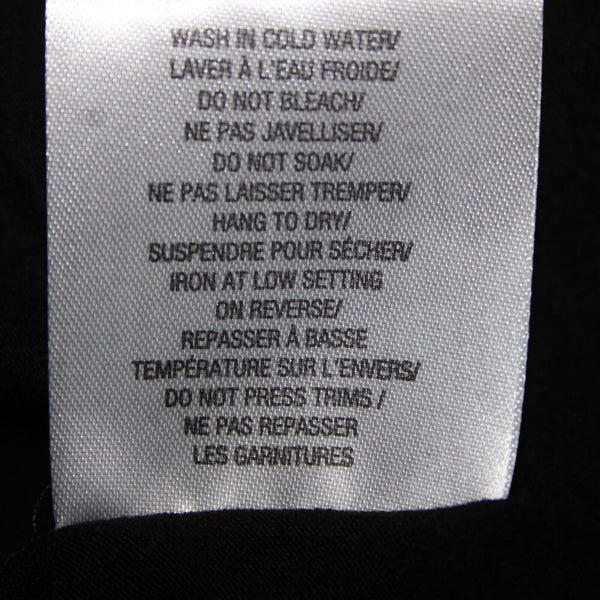 WASH IN COLD WATER/
LAVER À L'EAU FROIDE/
DO NOT BLEACH/
NE PAS JAVELLISER/
DO NOT SOAK/
NE PAS LAISSER TREMPER/
HANG TO DRY/
SUSPENDRE POUR SÉCHER/
IRON AT LOW SETTING
ON REVERSE/
REPASSER À BASSE
TEMPÉRATURE SUR L'ENVERS/
DO NOT PRESS TRIMS /
NE PAS REPASSER
LES GARNITURES